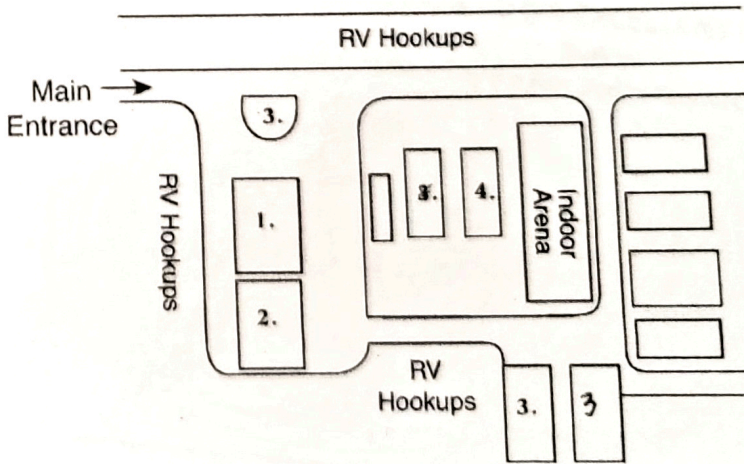 RV Hookups
Main
Entrance
3.
RV Hookups
1.
4.
Indoor
Arena
2.
RV
Hookups
3.
3